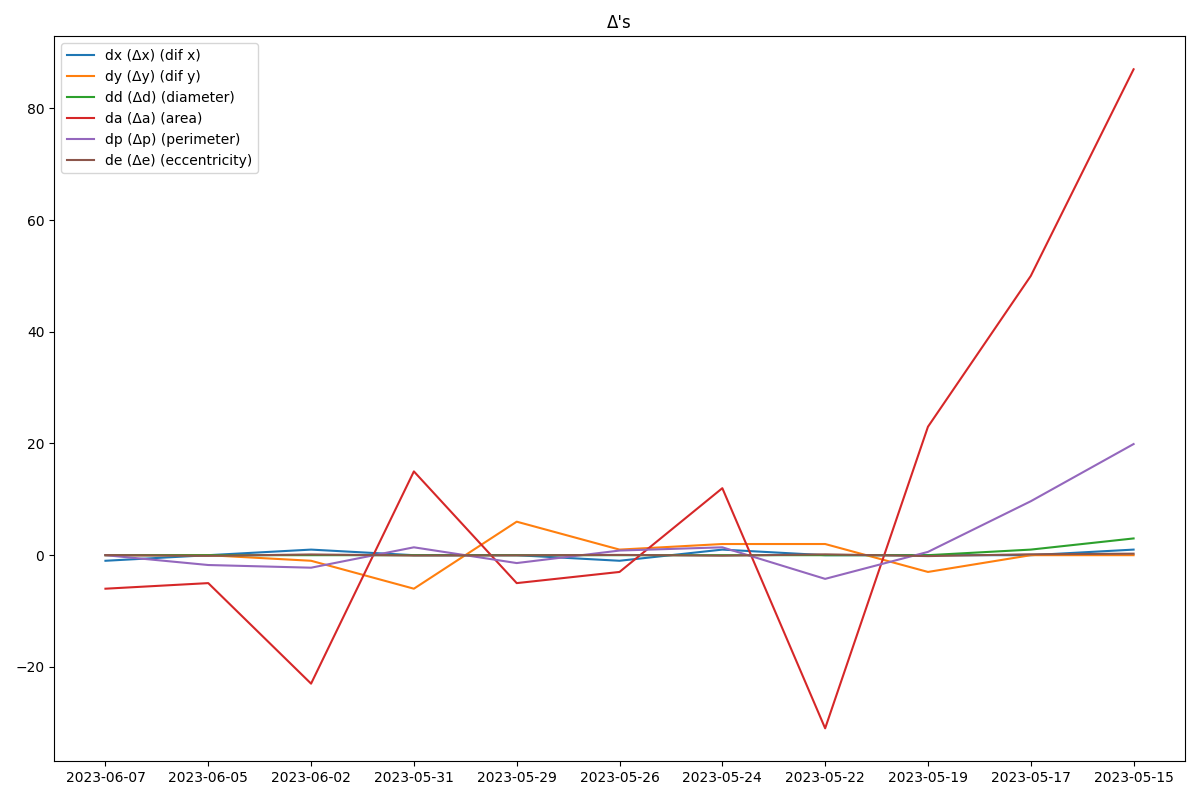 Δ's
dx (Δx) (dif x)
dy (Δy) (dif y)
dd (Δd) (diameter)
da (Δa) (area)
dp (Δp) (perimeter)
de (Δe) (eccentricity)
80
60
40
20
0
−20
2023-06-07 2023-06-05 2023-06-02 2023-05-31 2023-05-29 2023-05-26 2023-05-24 2023-05-22 2023-05-19 2023-05-17 2023-05-15